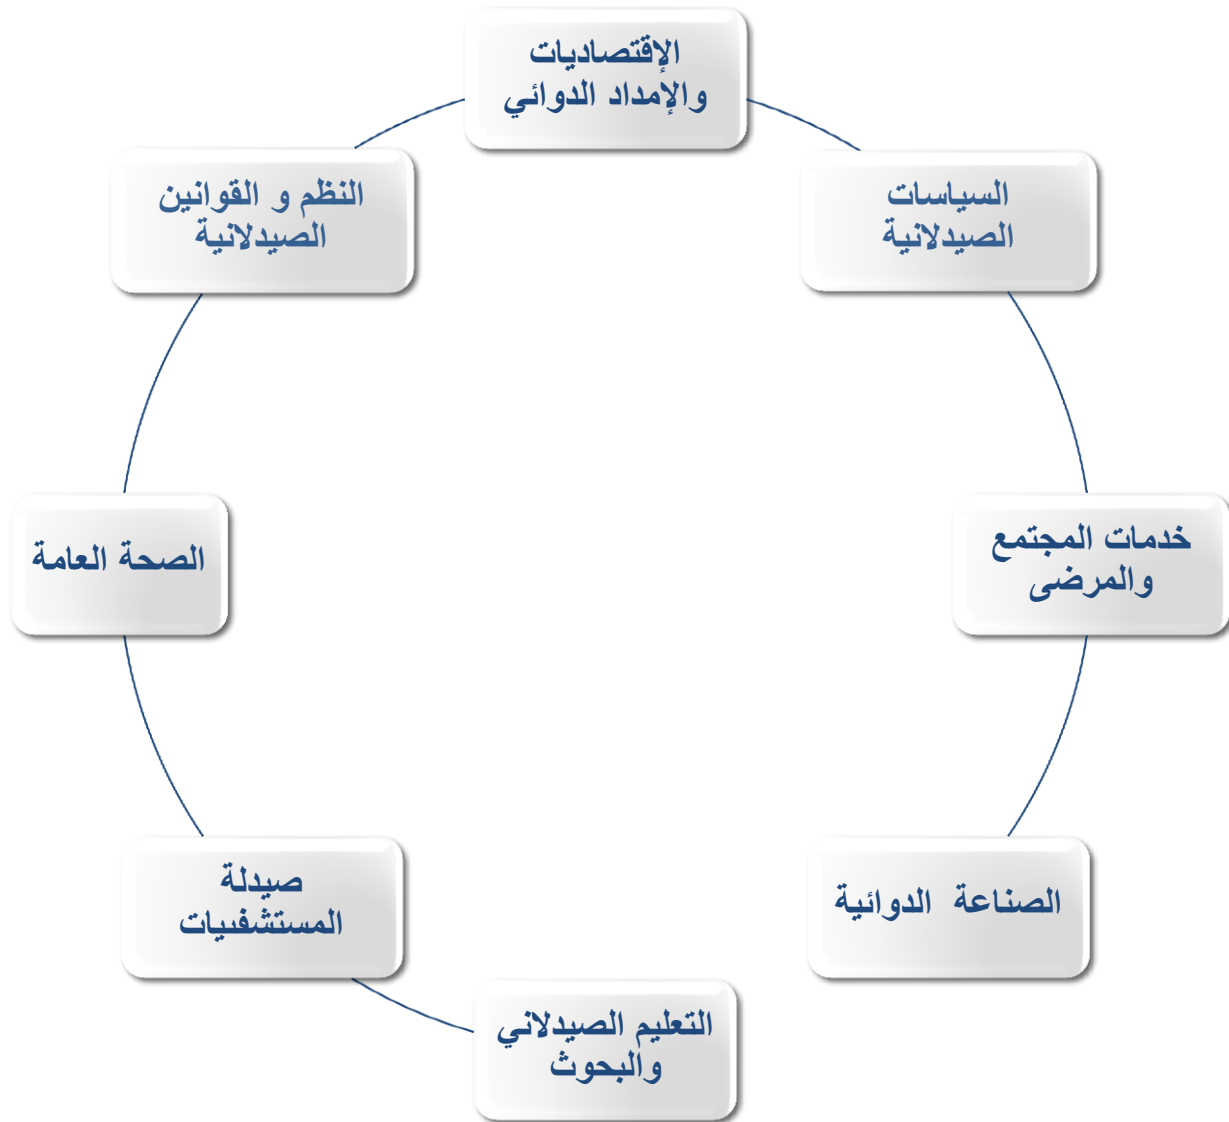 الإقتصاديات
والإمداد الدوائي
السياسات
الصيدلانية
النظم و القوانين
الصيدلانية
خدمات المجتمع
والمرضى
الصحة العامة
الصناعة الدوائية
صيدلة
المستشفيات
التعليم الصيدلاني
والبحوث